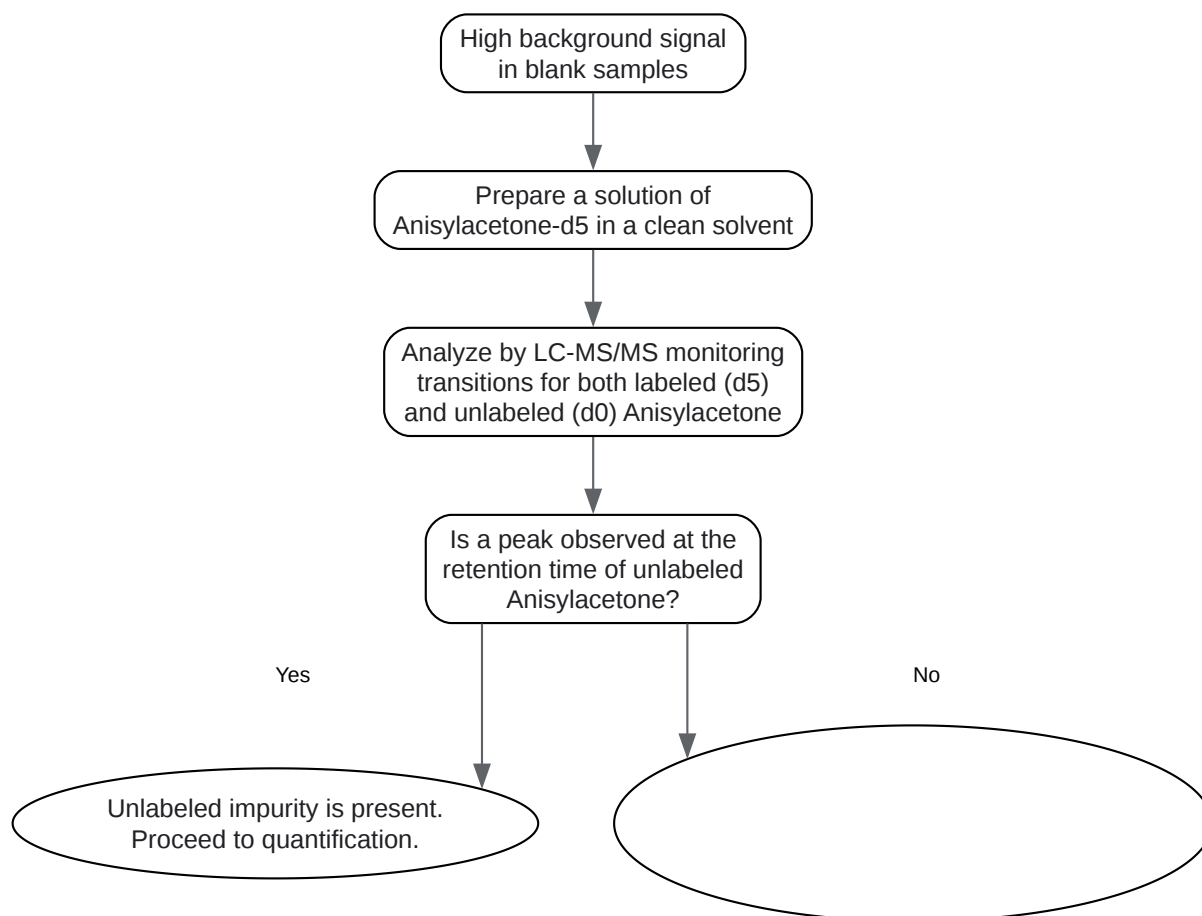 High background signal
in blank samples
Prepare a solution of
Anisylacetone-d5 in a clean solvent
Analyze by LC-MS/MS monitoring
transitions for both labeled (d5)
and unlabeled (d0) Anisylacetone
Is a peak observed at the
retention time of unlabeled
Anisylacetone?
Yes
No
Unlabeled impurity is present.
Proceed to quantification.